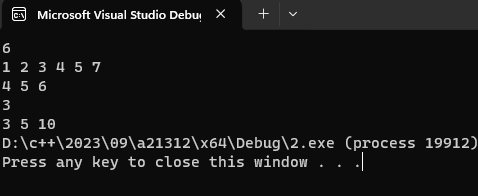 Microsoft Visual Studio Debu
6
1 2 3 4 5 7
4 5 6
3
3 5 10
D:\c++\2023\09\a21312\x64\Debug\2.exe (process 19912)
Press any key to close this window . . .